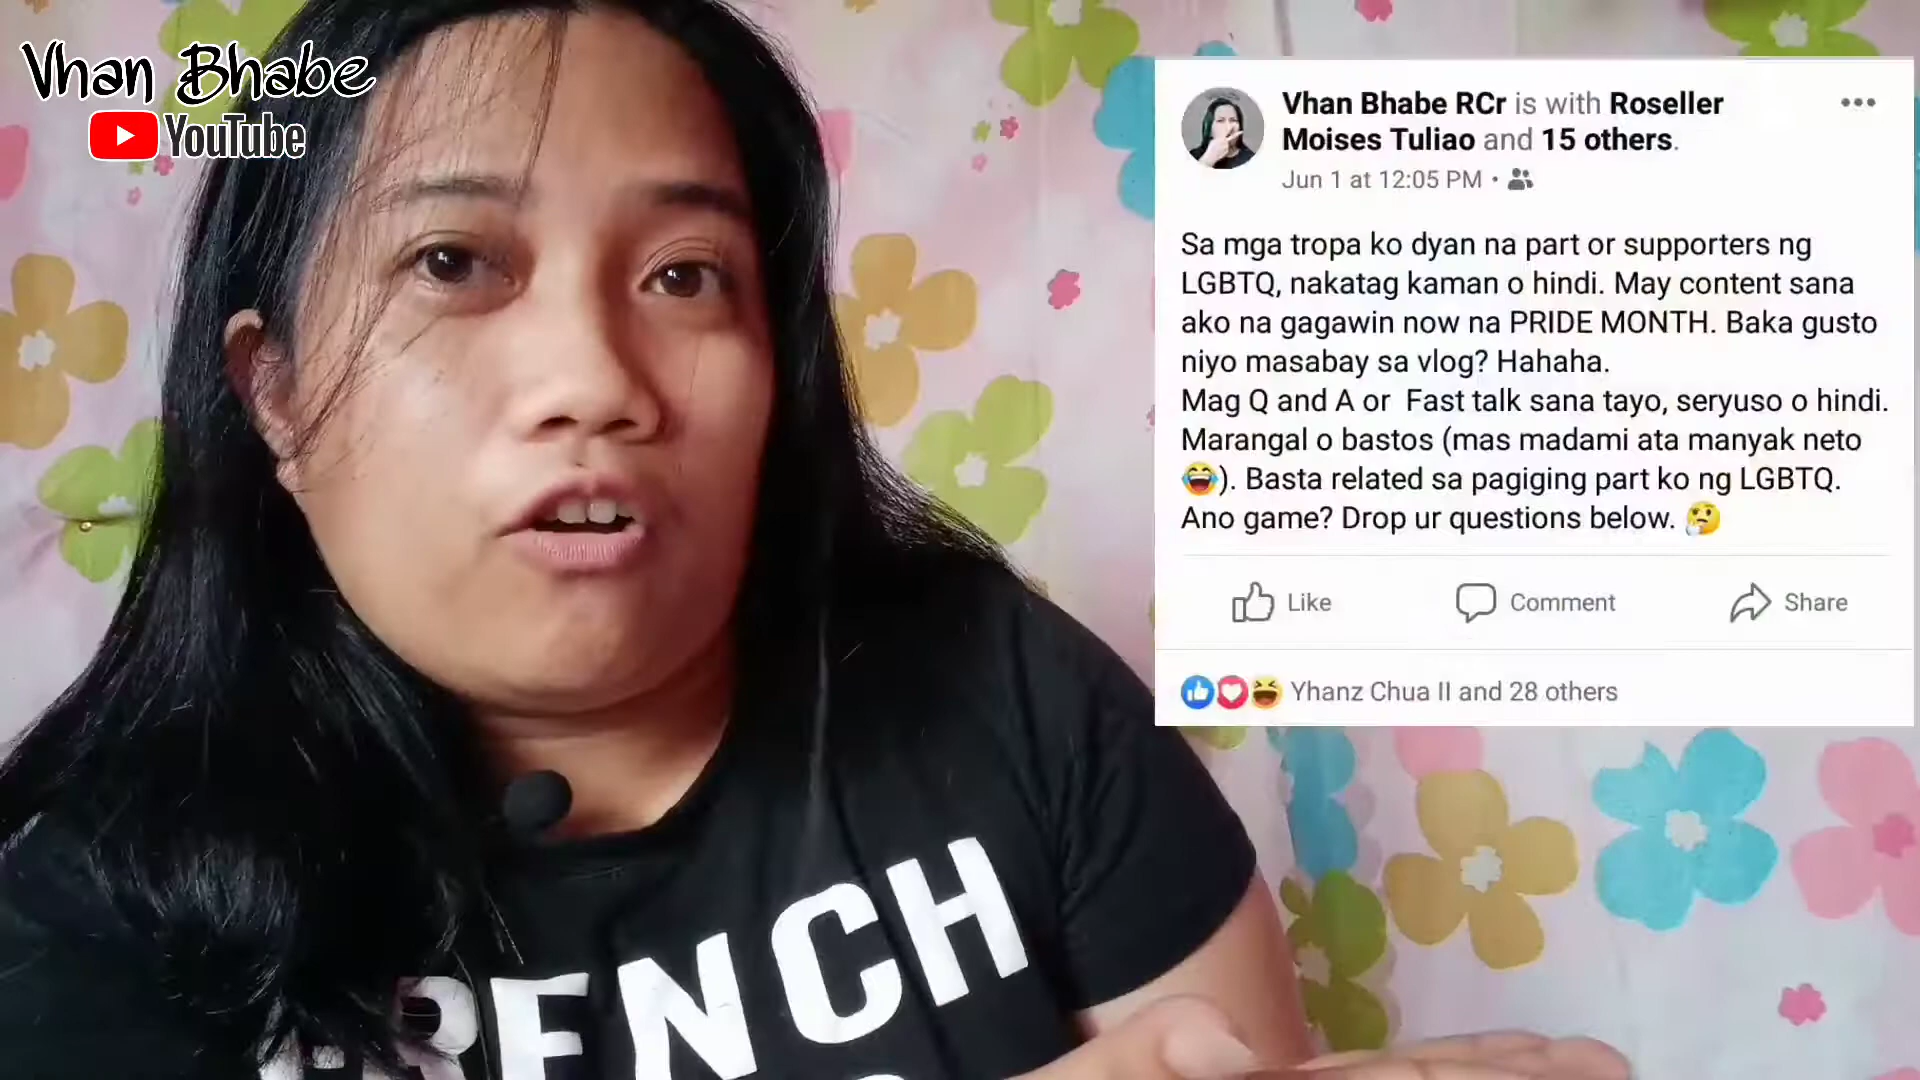 Vhan Bhabe
YouTube
Vhan Bhabe RCr is with Roseller
Moises Tuliao and 15 others.
Jun 1 at 12:05 PM •
Sa mga tropa ko dyan na part or supporters ng
LGBTQ, nakatag kaman o hindi. May content sana
ako na gagawin now na PRIDE MONTH. Baka gusto
niyo masabay sa vlog? Hahaha.
Mag Q and A or Fast talk sana tayo, seryuso o hindi.
Marangal o bastos (mas madami ata manyak neto
😂). Basta related sa pagiging part ko ng LGBTQ.
Ano game? Drop ur questions below. 🤔
Like Comment Share
Yhanz Chua II and 28 others
FRENCH